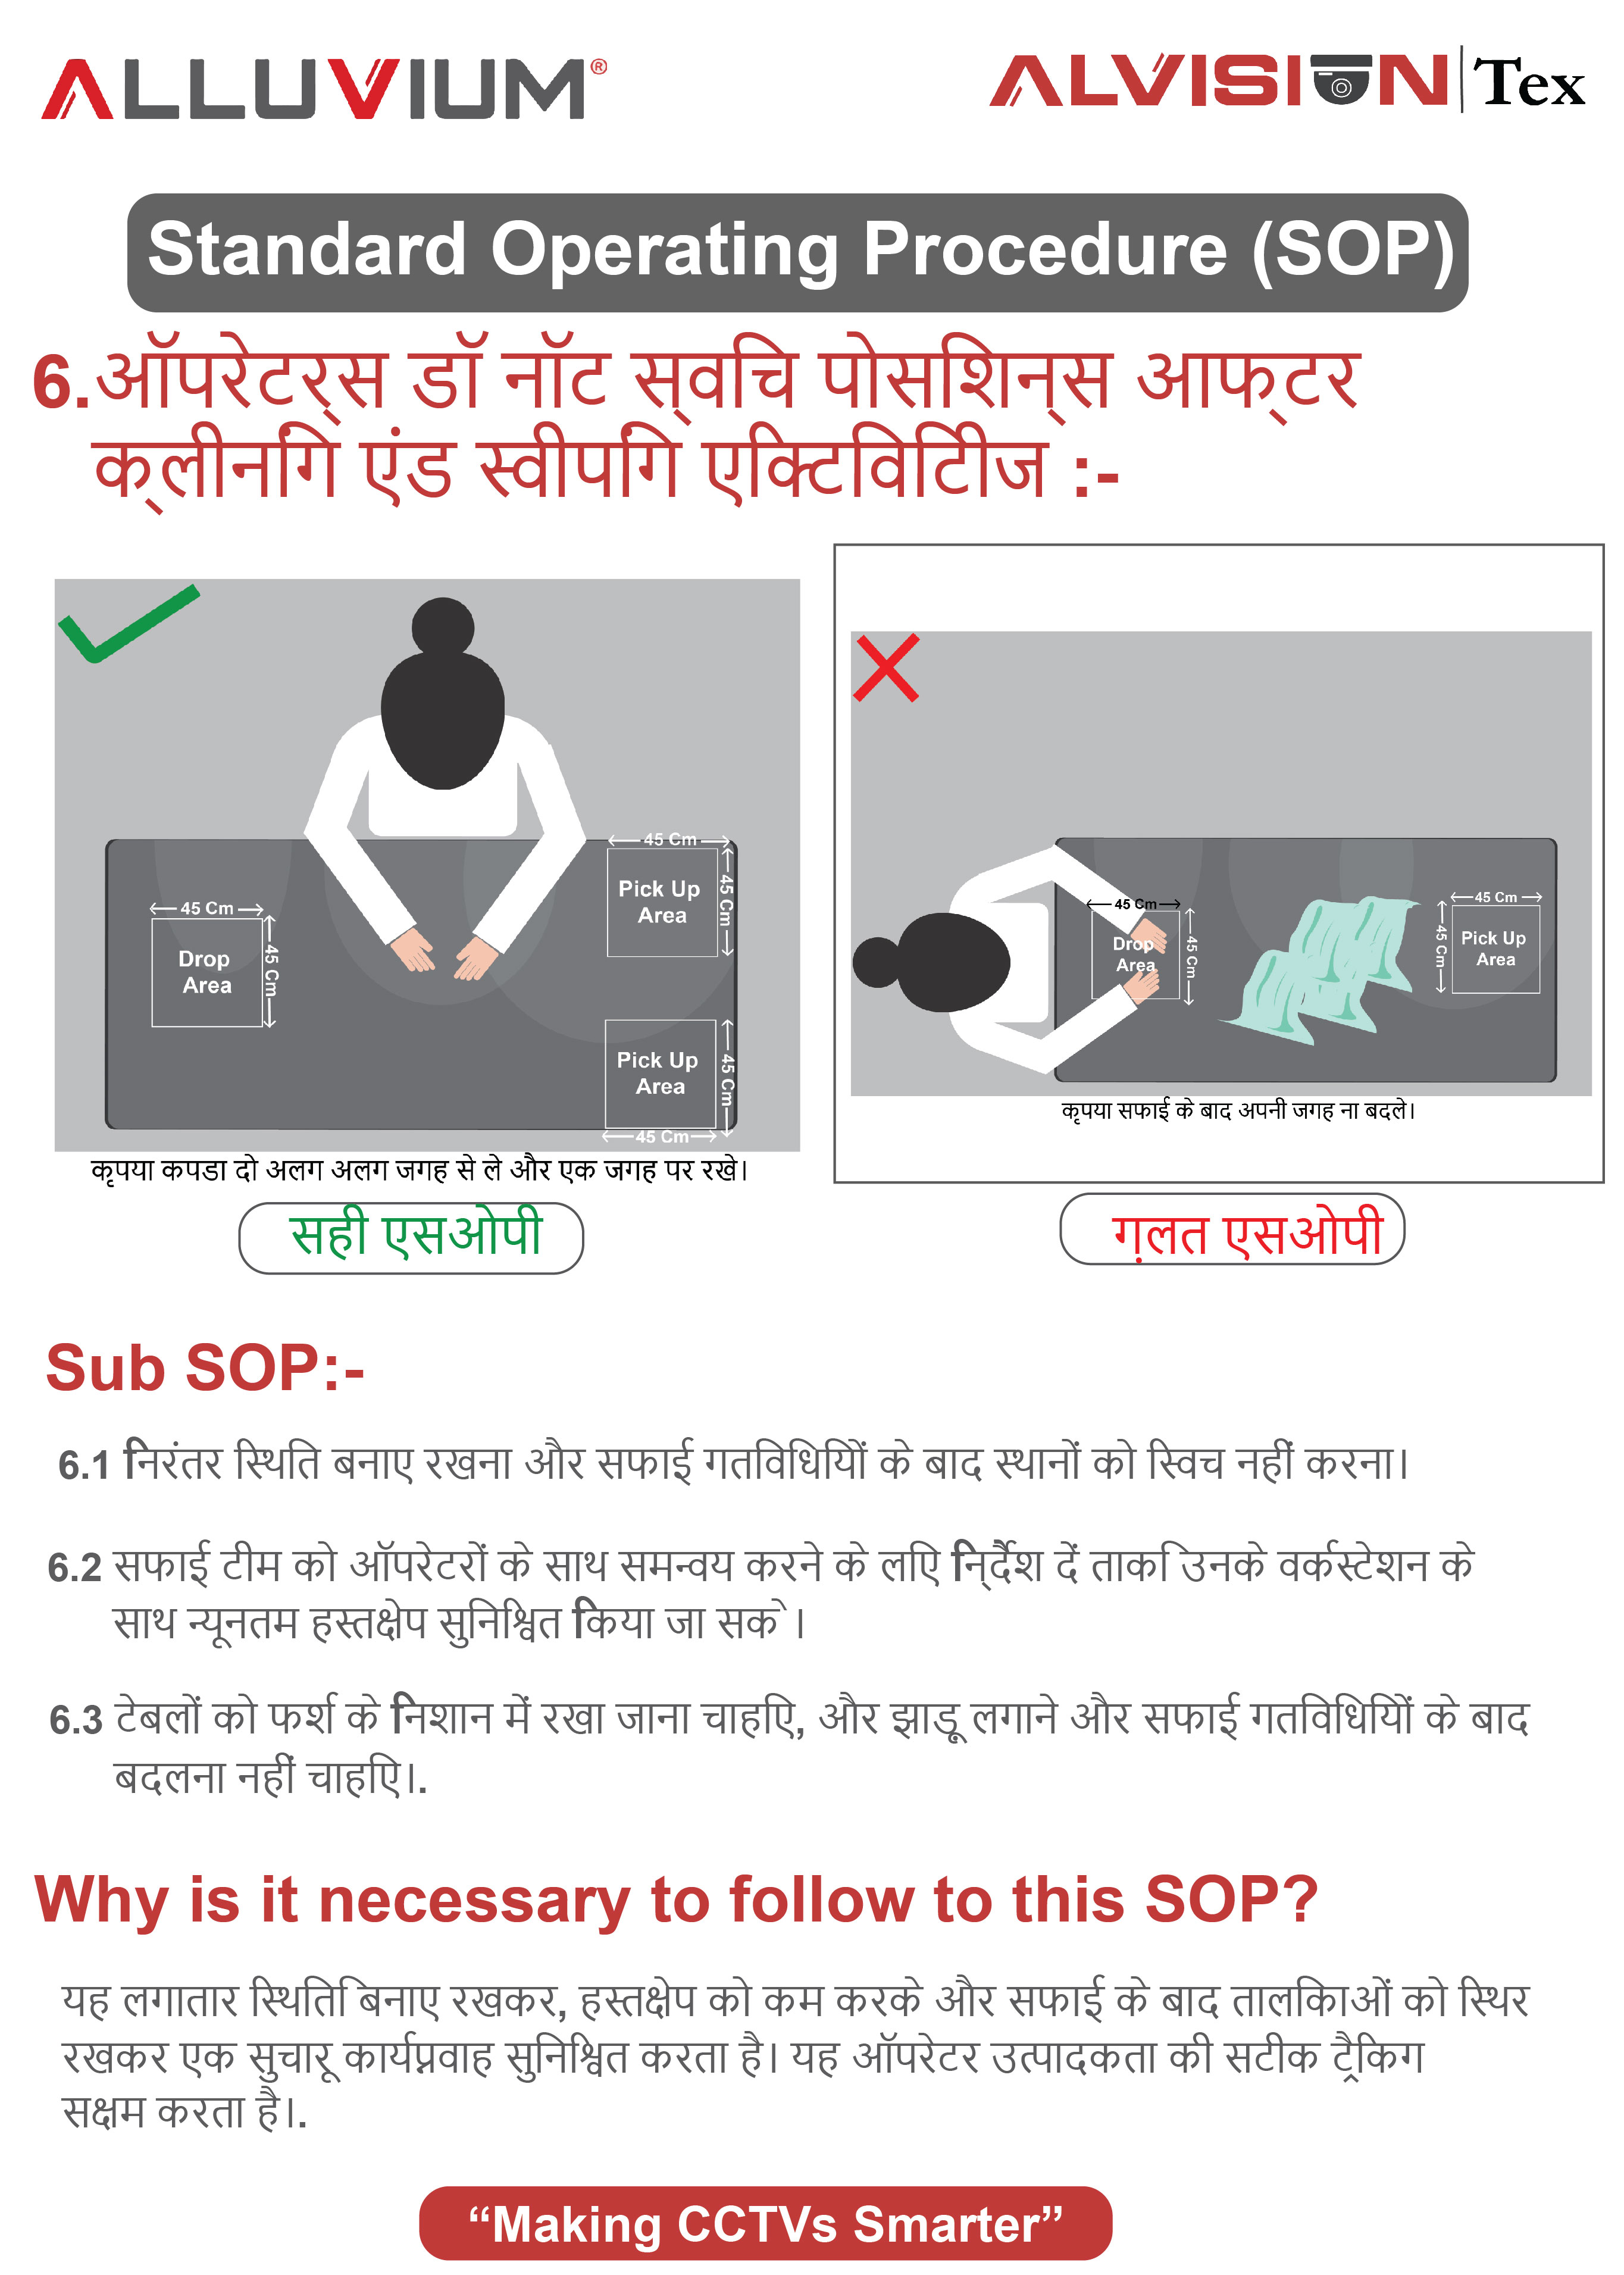 ALLUVIUM®
ALVISION | Tex
Standard Operating Procedure (SOP)
6.ऑपरेटर्स डॉ नॉट स्वचि पोसशिन्स आफ्टर
क्लीनगि एंड स्वीपगि एक्टिविटिीज :-
45 Cm
Pick Up
Area
45 Cm
45 Cm
Drop
Area
45 Cm
Pick Up
Area
45 Cm
45 Cm
कृपया कपडा दो अलग अलग जगह से ले और एक जगह पर रखे।
सही एसओपी
45 Cm
Drop
Area
45 Cm
45 Cm
45 Cm
Pick Up
Area
कृपया सफाई के बाद अपनी जगह ना बदले।
ग़लत एसओपी
Sub SOP:-
6.1 निरंतर स्थिति बनाए रखना और सफाई गतविधियिों के बाद स्थानों को स्विच नहीं करना।
6.2 सफाई टीम को ऑपरेटरों के साथ समन्वय करने के लएि निर्देश दें ताकि उनके वर्कस्टेशन के
साथ न्यूनतम हस्तक्षेप सुनिश्चित किया जा सके ।
6.3 टेबलों को फर्श के निशान में रखा जाना चाहएि, और झाडू लगाने और सफाई गतविधियिों के बाद
बदलना नहीं चाहएि।.
Why is it necessary to follow to this SOP?
यह लगातार स्थिति बनाए रखकर, हस्तक्षेप को कम करके और सफाई के बाद तालकिाओं को स्थिर
रखकर एक सुचारू कार्यप्रवाह सुनिश्चित करता है। यह ऑपरेटर उत्पादकता की सटीक ट्रैकिग
सक्षम करता है।.
“Making CCTVs Smarter”